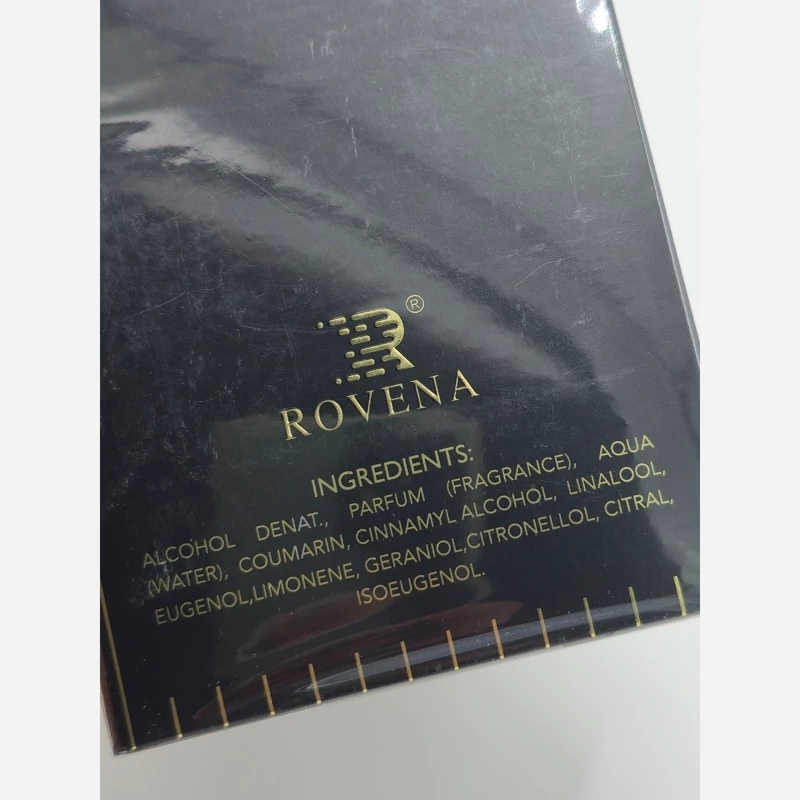 ®
ROVENA
INGREDIENTS:
ALCOHOL DENAT., PARFUM (FRAGRANCE), AQUA
(WATER), COUMARIN, CINNAMYL ALCOHOL, LINALOOL,
EUGENOL,LIMONENE, GERANIOL,CITRONELLOL, CITRAL,
ISOEUGENOL.